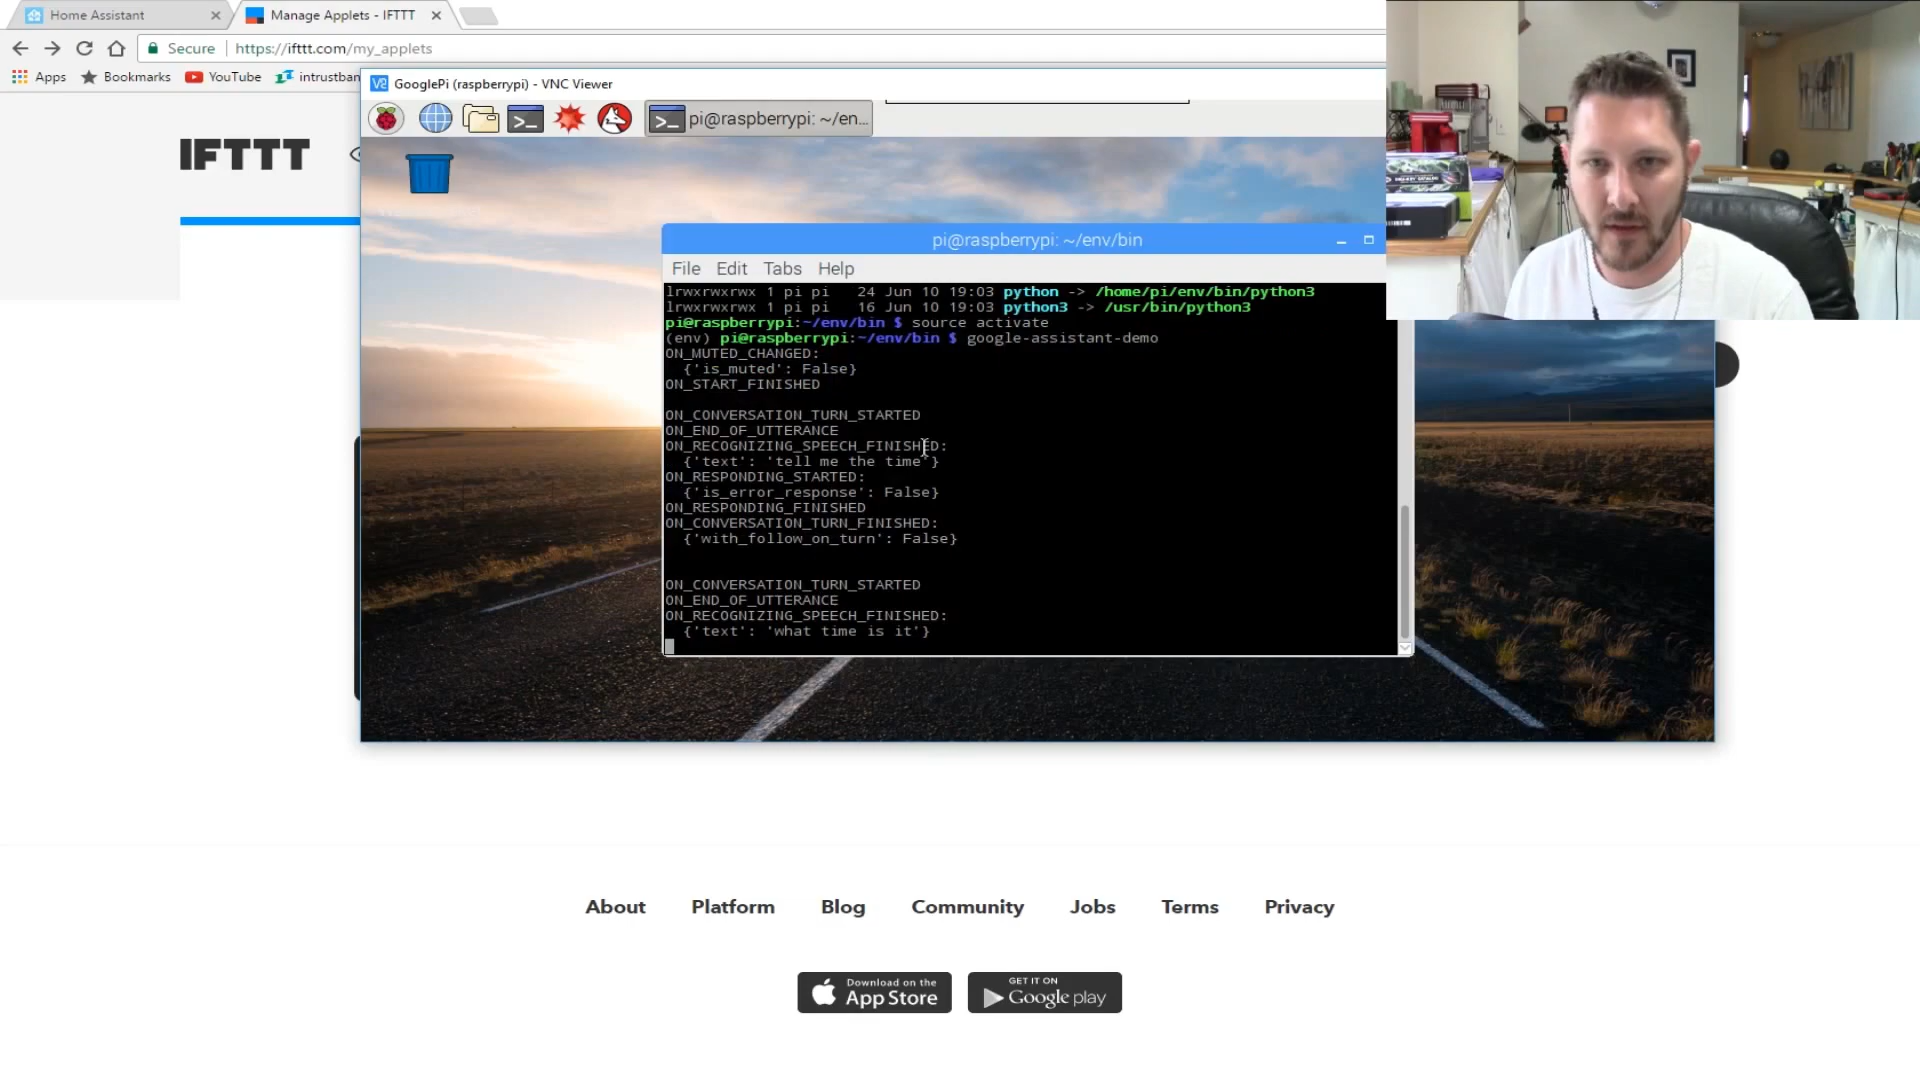 Home Assistant
Manage Applets - IFTTT
Secure
https://ifttt.com/my_applets
Apps
Bookmarks
YouTube
intrustban
GooglePi (raspberrypi) - VNC Viewer
pi@raspberrypi: ~/en...
IFTTT
pi@raspberrypi: ~/env/bin
File Edit Tabs Help
lrwxrwxrwx 1 pi pi 24 Jun 10 19:03 python -> /home/pi/env/bin/python3
lrwxrwxrwx 1 pi pi 16 Jun 10 19:03 python3 -> /usr/bin/python3
pi@raspberrypi:~/env/bin $ source activate
(env) pi@raspberrypi:~/env/bin $ google-assistant-demo
ON_MUTED_CHANGED:
{'is_muted': False}
ON_START_FINISHED
ON_CONVERSATION_TURN_STARTED
ON_END_OF_UTTERANCE
ON_RECOGNIZING_SPEECH_FINISHED:
{'text': 'tell me the time'}
ON_RESPONDING_STARTED:
{'is_error_response': False}
ON_RESPONDING_FINISHED
ON_CONVERSATION_TURN_FINISHED:
{'with_follow_on_turn': False}
ON_CONVERSATION_TURN_STARTED
ON_END_OF_UTTERANCE
ON_RECOGNIZING_SPEECH_FINISHED:
{'text': 'what time is it'}
About Platform Blog Community Jobs Terms Privacy
Download on the
App Store
GET IT ON
Google play